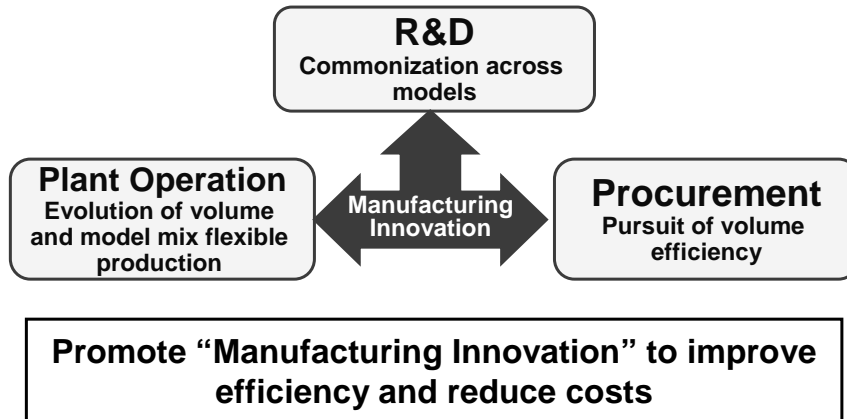 R&D
Commonization across
models
Plant Operation
Evolution of volume
and model mix flexible
production
Manufacturing
Innovation
Procurement
Pursuit of volume
efficiency
Promote “Manufacturing Innovation” to improve
efficiency and reduce costs